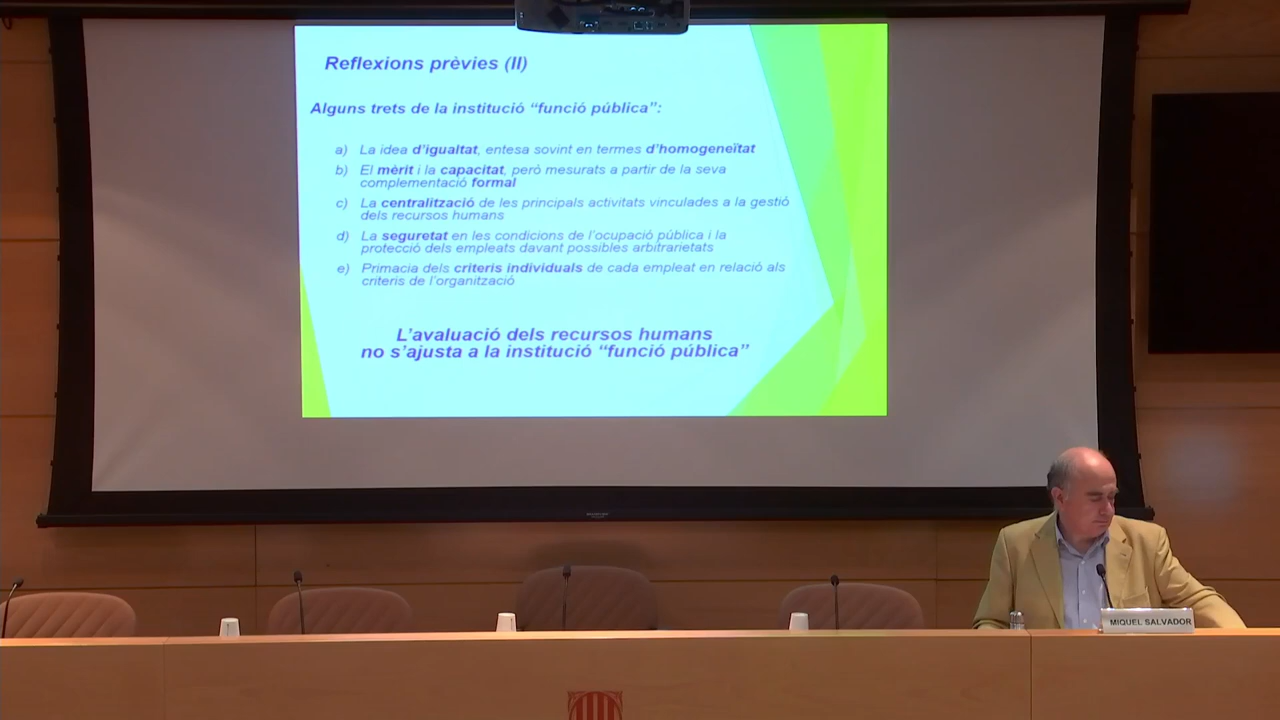 Reflexions prèvies (II)
Alguns trets de la institució “funció pública”:
a) La idea d’igualtat, entesa sovint en termes d’homogeneïtat
b) El mèrit i la capacitat, però mesurats a partir de la seva
complementació formal
c) La centralització de les principals activitats vinculades a la gestió
dels recursos humans
d) La seguretat en les condicions de l’ocupació pública i la
protecció dels empleats davant possibles arbitrarietats
e) Primacia dels criteris individuals de cada empleat en relació als
criteris de l’organització
L’avaluació dels recursos humans
no s’ajusta a la institució “funció pública”
MIQUEL SALVADOR